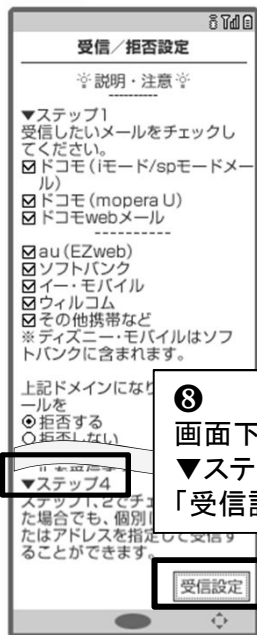 受信／拒否設定
説明・注意
▼ステップ1
受信したいメールをチェックし
てください。
ドコモ(iモード/spモードメー
ル)
ドコモ(mopera U)
ドコモwebメール
----------
au(EZweb)
ソフトバンク
イー・モバイル
ウィルコム
その他携帯など
※ディズニー・モバイルはソフ
トバンクに含まれます。
上記ドメインになり
ールを
拒否する
拒否しない
▼ステップ4
ステップ1、2でチェ
た場合でも、個別に
たはアドレスを指定して受信す
ることができます。
受信設定
❽
画面下
▼ステ
「受信設